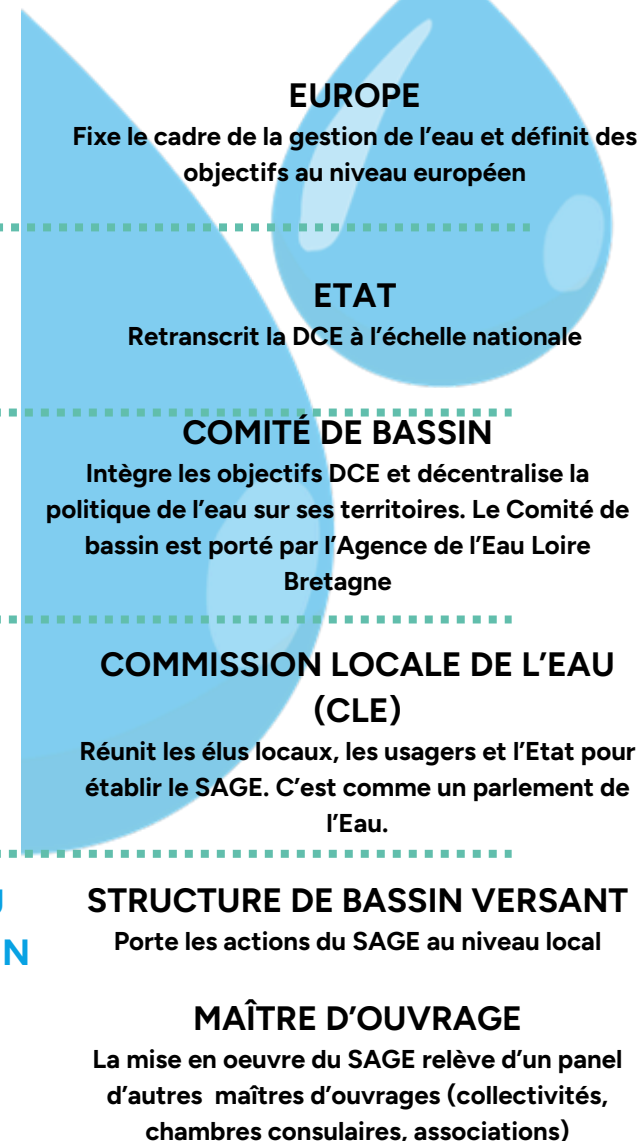 EUROPE
Fixe le cadre de la gestion de l’eau et définit des
objectifs au niveau européen
ETAT
Retranscrit la DCE à l’échelle nationale
COMITÉ DE BASSIN
Intègre les objectifs DCE et décentralise la
politique de l’eau sur ses territoires. Le Comité de
bassin est porté par l’Agence de l’Eau Loire
Bretagne
COMMISSION LOCALE DE L’EAU
(CLE)
Réunit les élus locaux, les usagers et l’Etat pour
établir le SAGE. C’est comme un parlement de
l’Eau.
U
N
STRUCTURE DE BASSIN VERSANT
Porte les actions du SAGE au niveau local
MAÎTRE D’OUVRAGE
La mise en oeuvre du SAGE relève d’un panel
d’autres maîtres d’ouvrages (collectivités,
chambres consulaires, associations)